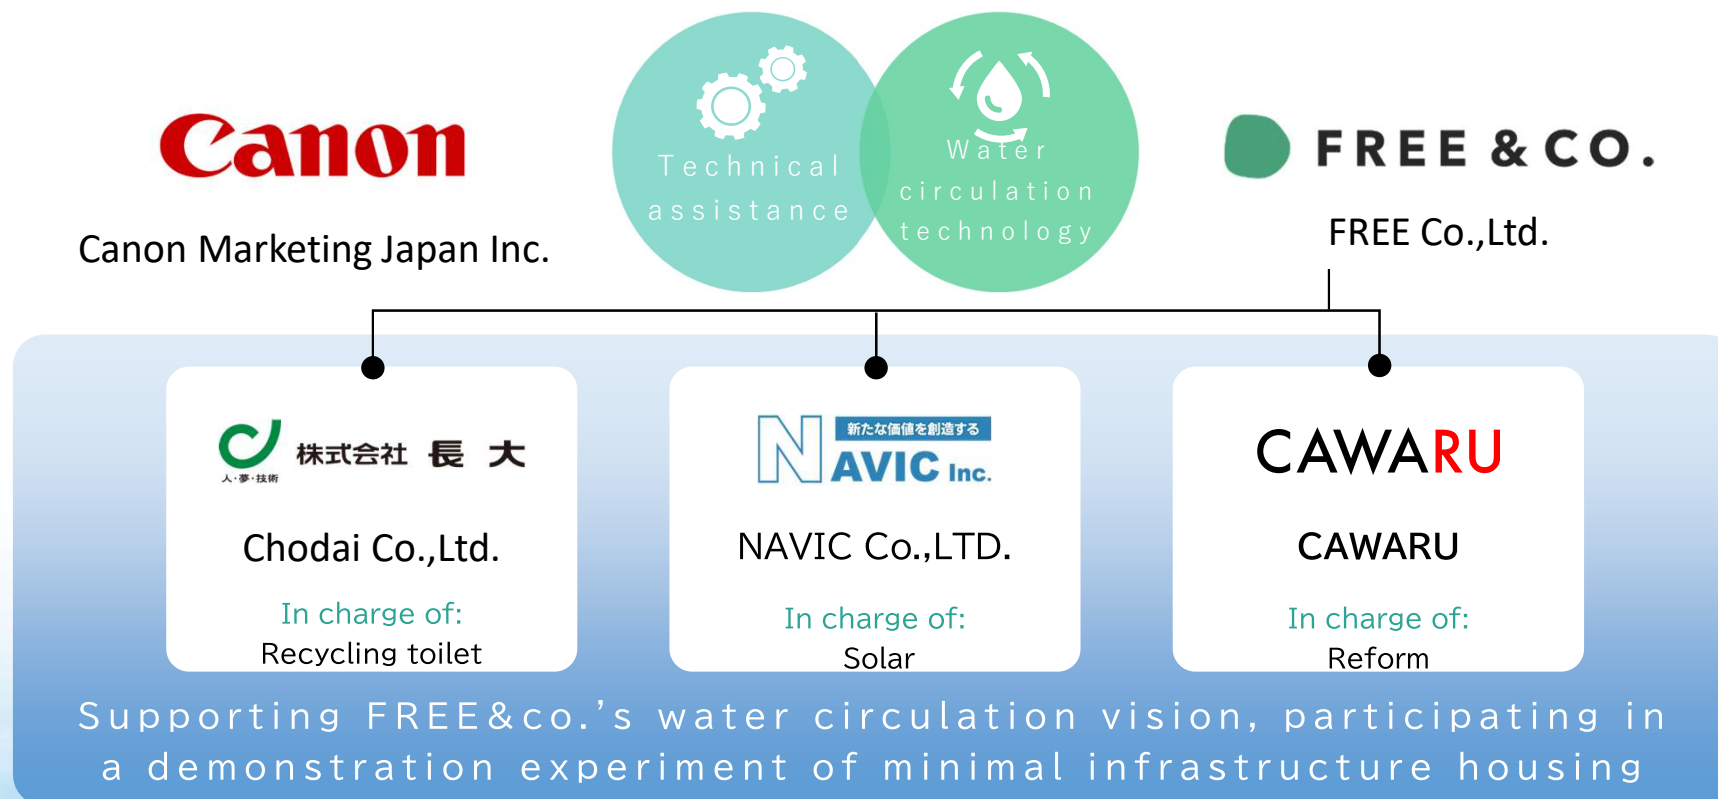 Canon
Canon Marketing Japan Inc.
Technical
assistance
Water
circulation
technology
FREE & CO.
FREE Co.,Ltd.
株式会社 長 大
人・夢・技術
Chodai Co.,Ltd.
In charge of:
Recycling toilet
新たな価値を創造する
NAVIC Inc.
NAVIC Co.,LTD.
In charge of:
Solar
CAWARU
CAWARU
In charge of:
Reform
Supporting FREE&co.’s water circulation vision, participating in
a demonstration experiment of minimal infrastructure housing